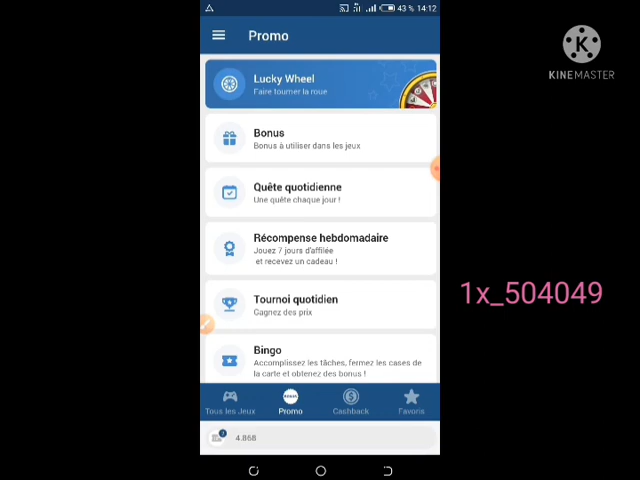 43 % 14:12
Promo
Lucky Wheel
Faire tourner la roue
Bonus
Bonus à utiliser dans les jeux
Quête quotidienne
Une quête chaque jour !
Récompense hebdomadaire
Jouez 7 jours d'affilée
et recevez un cadeau !
Tournoi quotidien
Gagnez des prix
Bingo
Accomplissez les tâches, fermez les cases de
la carte et obtenez des bonus !
Tous les Jeux
Promo
Cashback
Favoris
4.868
K
KINEMASTER
1x_504049